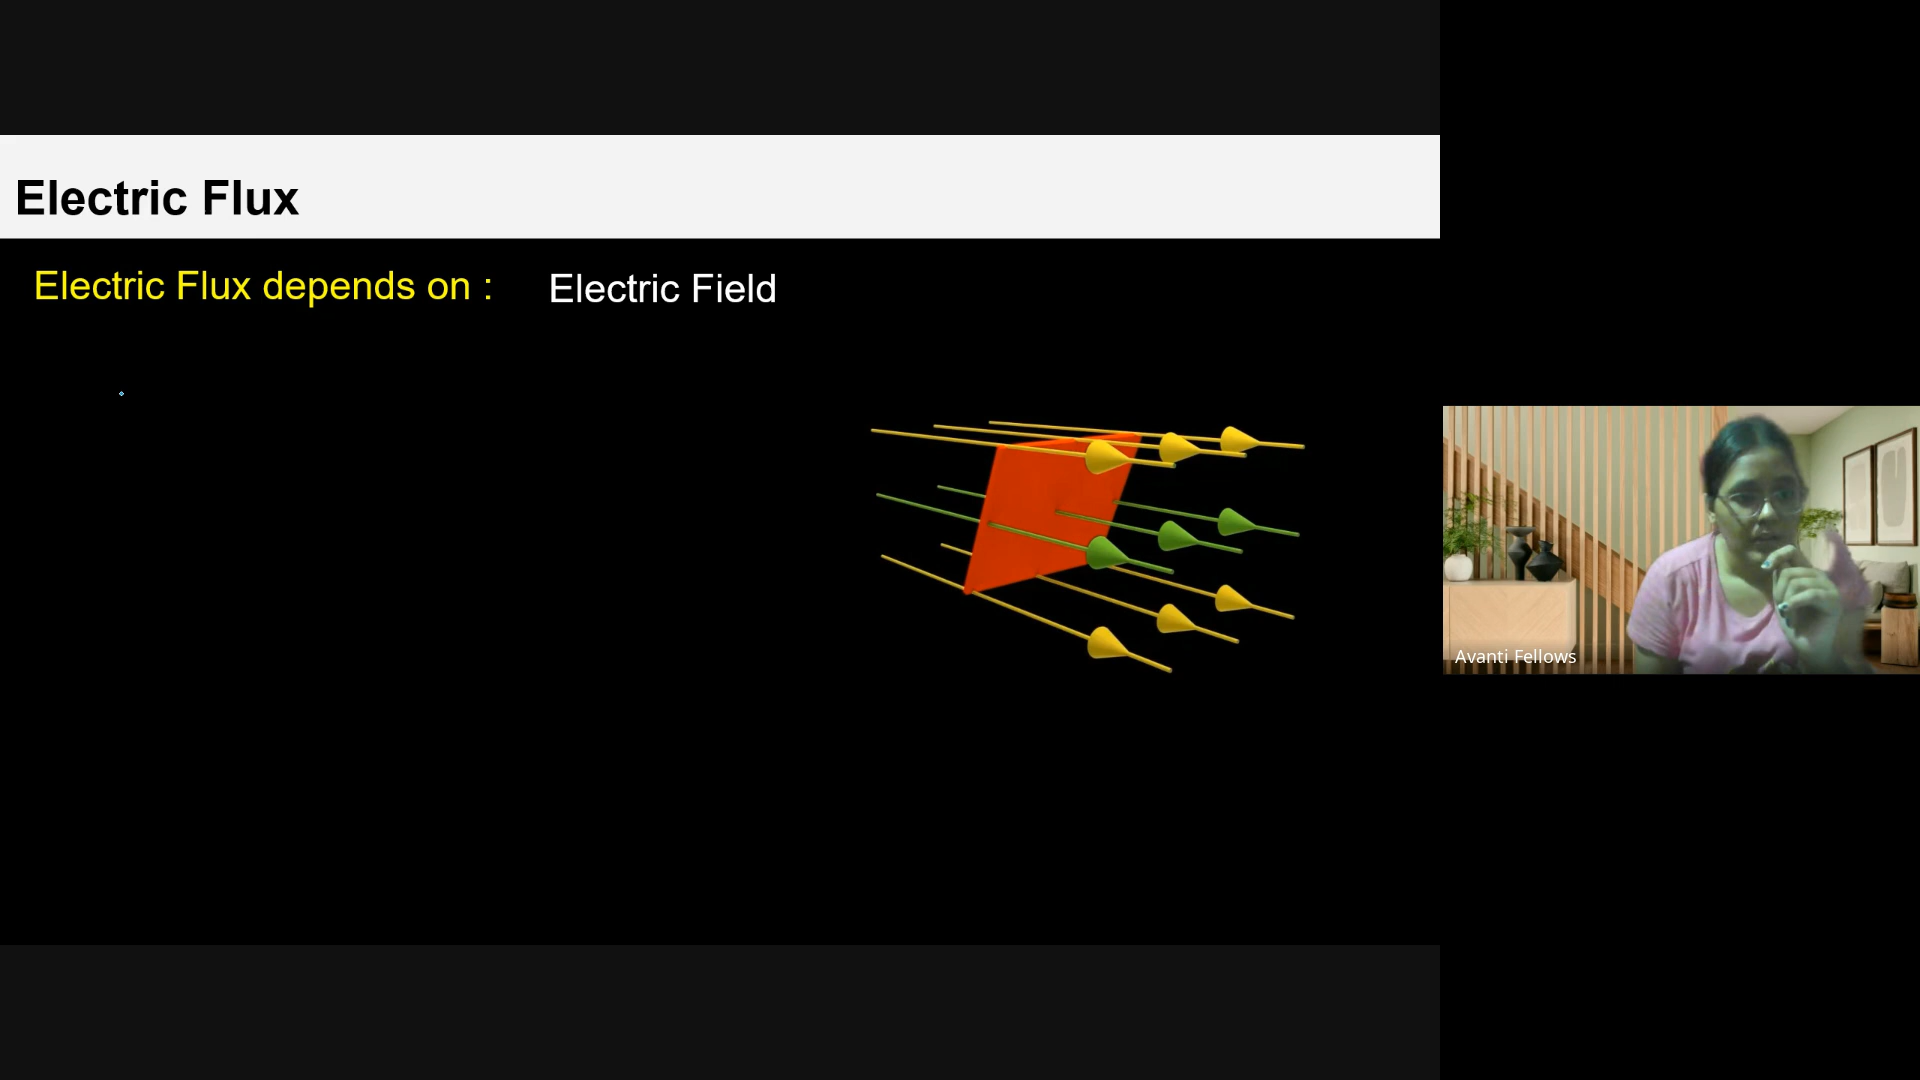 Electric Flux
Electric Flux depends on :
Electric Field
Avanti Fellows